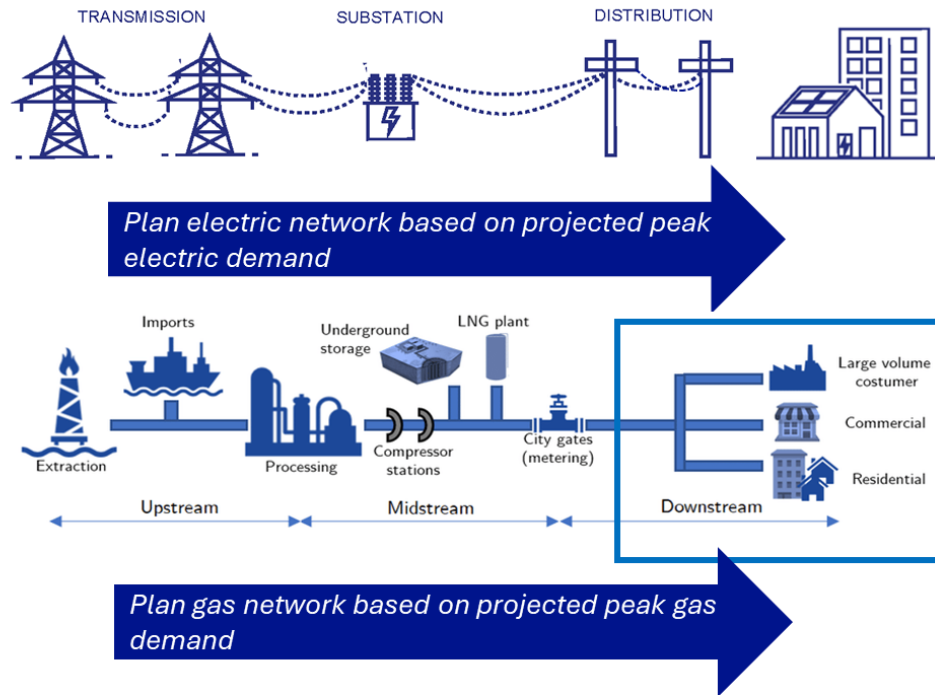 TRANSMISSION
SUBSTATION
DISTRIBUTION
Plan electric network based on projected peak
electric demand
Imports
Underground
storage
LNG plant
Large volume
costumer
Extraction
Processing
Compressor
stations
City gates
(metering)
Commercial
Residential
Upstream
Midstream
Downstream
Plan gas network based on projected peak gas
demand